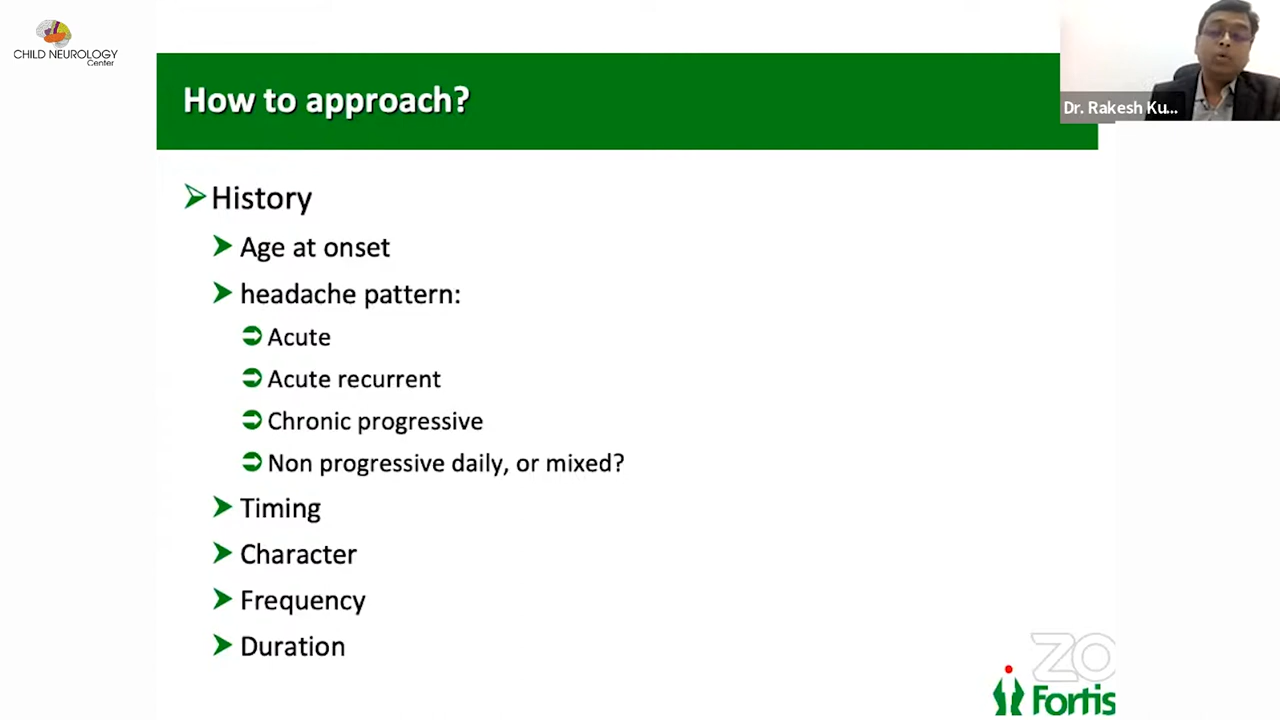 CHILD NEUROLOGY
Center
How to approach?
Dr. Rakesh Ku...
History
Age at onset
headache pattern:
Acute
Acute recurrent
Chronic progressive
Non progressive daily, or mixed?
Timing
Character
Frequency
Duration
ZO
Fortis